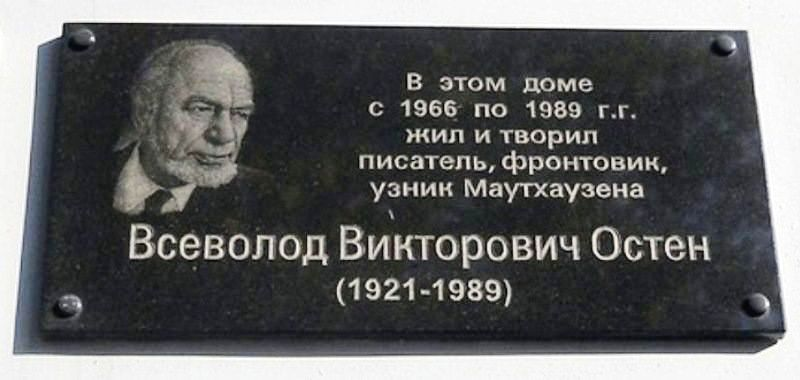 В этом доме
с 1966 по 1989 г.г.
жил и творил
писатель, фронтовик,
узник Маутхаузена
Всеволод Викторович Остен
(1921-1989)